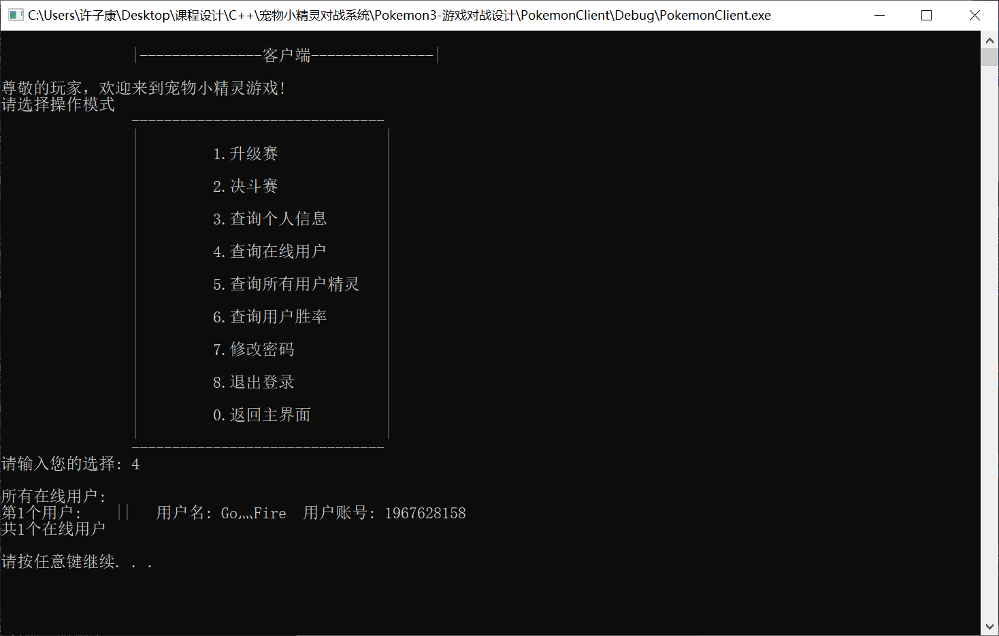 C:\Users\许子康\Desktop\课程设计\C++\宠物小精灵对战系统\Pokemon3-游戏对战设计\PokemonClient\Debug\PokemonClient.exe
|---------------客户端---------------|
尊敬的玩家，欢迎来到宠物小精灵游戏!
请选择操作模式
-------------------------------
1.升级赛
2.决斗赛
3.查询个人信息
4.查询在线用户
5.查询所有用户精灵
6.查询用户胜率
7.修改密码
8.退出登录
0.返回主界面
-------------------------------
请输入您的选择: 4
所有在线用户:
第1个用户: || 用户名: Go灬Fire 用户账号: 1967628158
共1个在线用户
请按任意键继续. . .